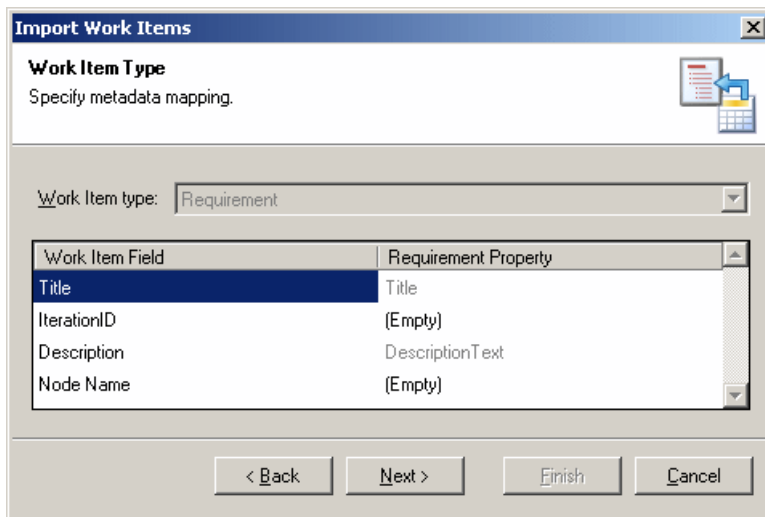 Import Work Items
Work Item Type
Specify metadata mapping.
Work Item type: Requirement
Work Item Field Requirement Property
Title Title
IterationID (Empty)
Description DescriptionText
Node Name (Empty)
< Back Next > Finish Cancel